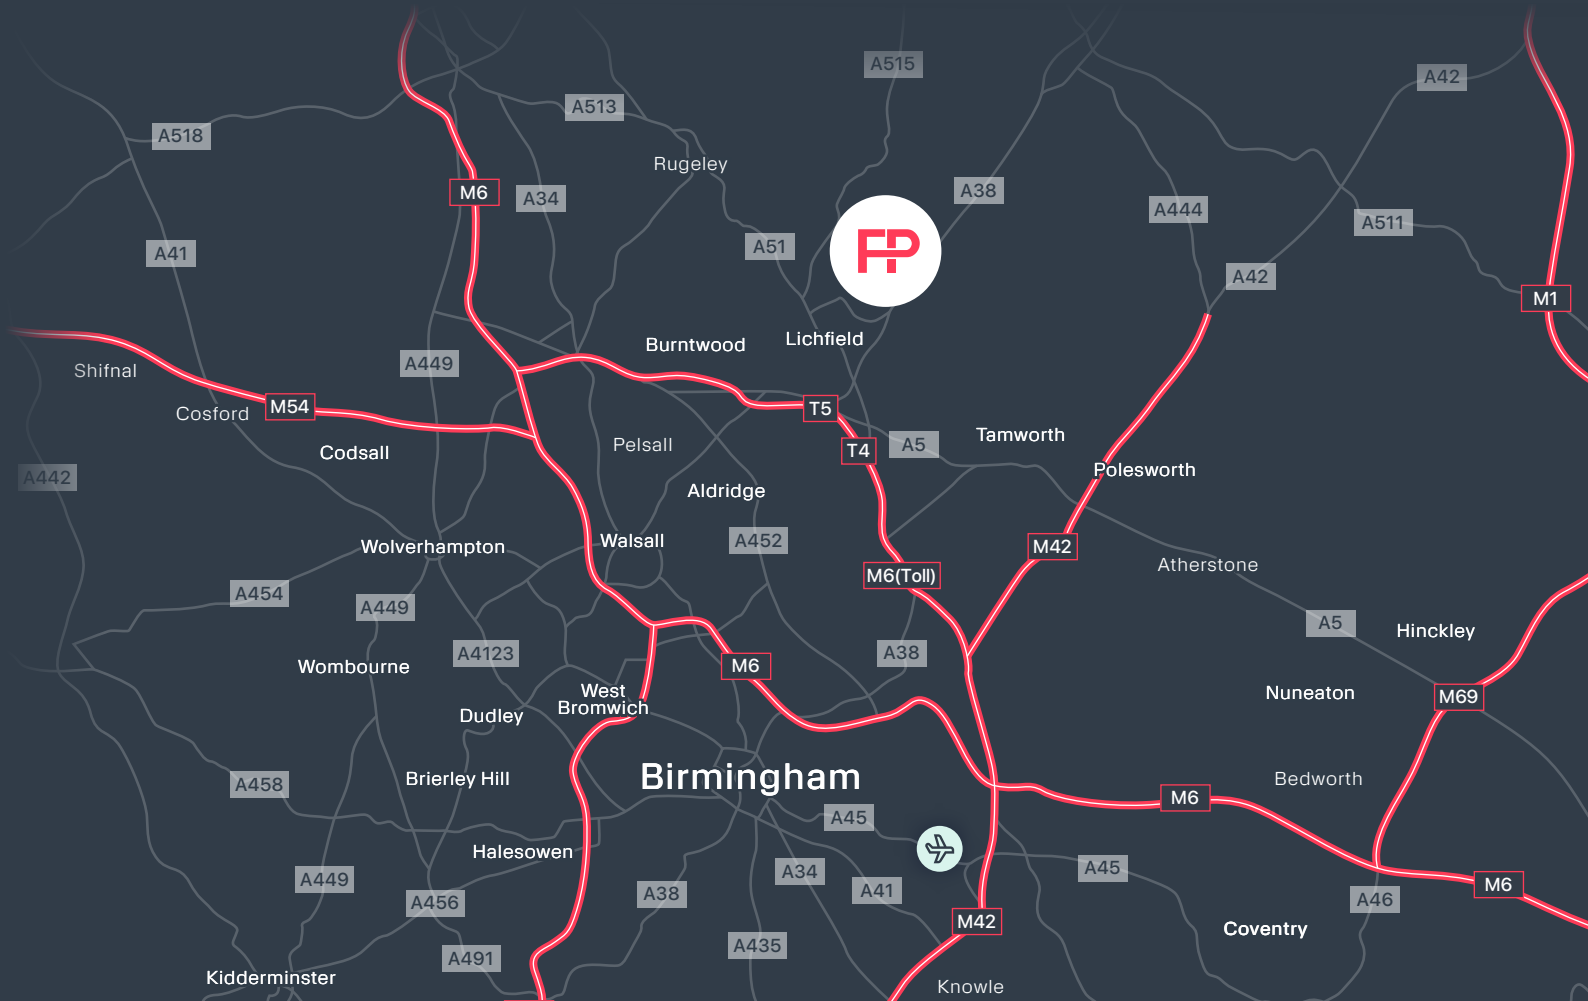 A515
A42
A513
A518
Rugeley
M6
A34
A38
A444
A511
A51
A41
FP
A42
M1
Lichfield
Burntwood
A449
Shifnal
M54
T5
Cosford
Tamworth
Pelsall
A5
T4
Codsall
Polesworth
A442
Aldridge
Walsall
A452
Wolverhampton
M42
Atherstone
M6(Toll)
A454
A449
A5
Hinckley
A4123
A38
Wombourne
M6
West
Bromwich
Nuneaton
M69
Dudley
Birmingham
Brierley Hill
Bedworth
A458
M6
A45
Halesowen
A45
A34
A449
M6
A41
A38
A46
A456
M42
Coventry
A435
A491
Kidderminster
Knowle